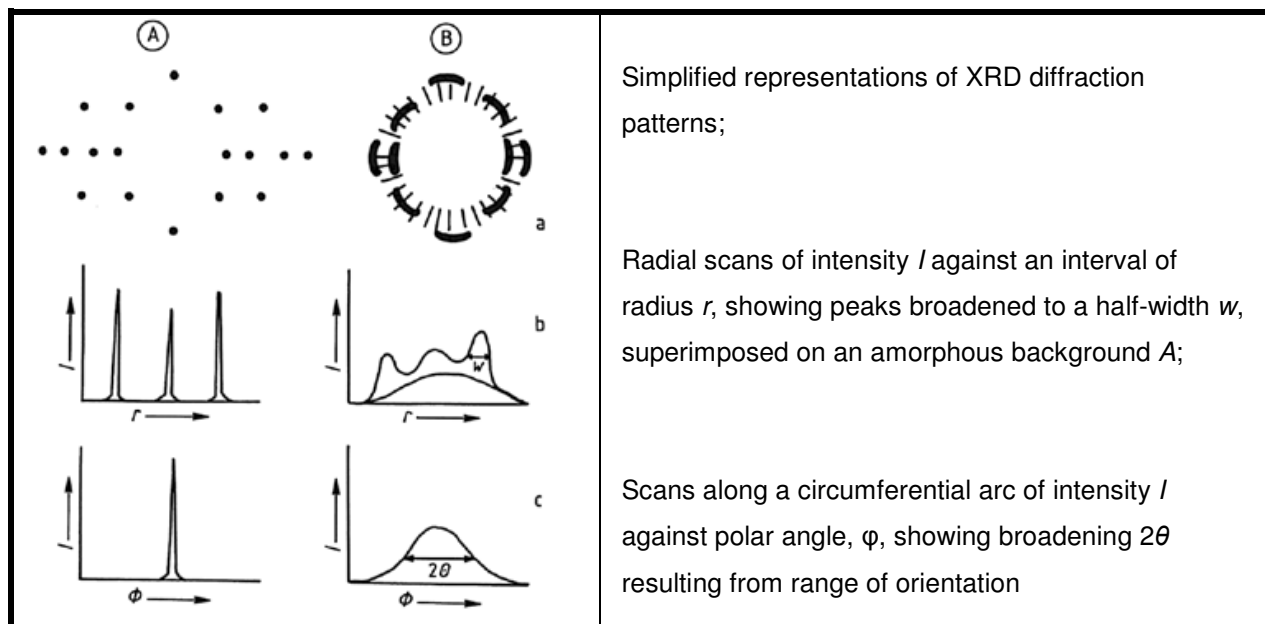 A B
Simplified representations of XRD diffraction
patterns;
a
Radial scans of intensity I against an interval of
radius r, showing peaks broadened to a half-width w,
superimposed on an amorphous background A;
I I b
w
r r
Scans along a circumferential arc of intensity I
against polar angle, φ, showing broadening 2θ
resulting from range of orientation
I I c
2θ
ϕ ϕ